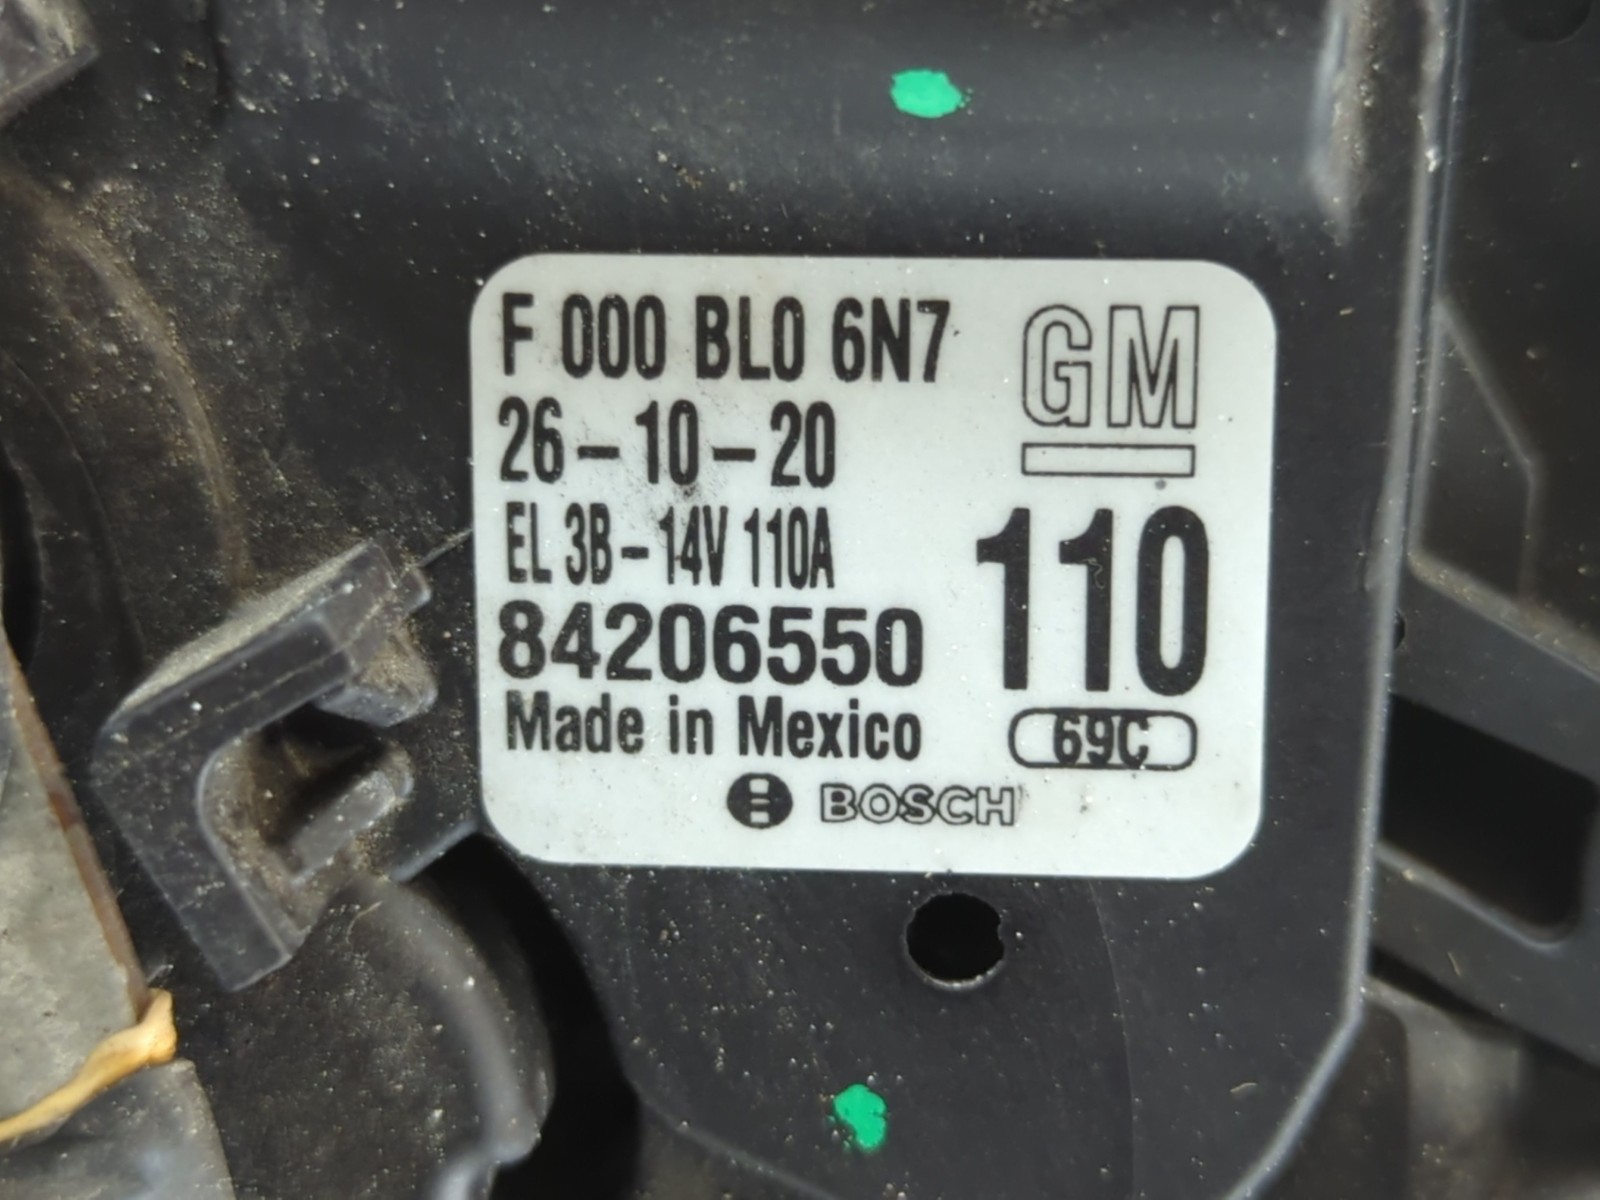 F 000 BL0 6N7
GM
26-10-20
EL 3B-14V 110A
110
84206550
Made in Mexico
69C
BOSCH